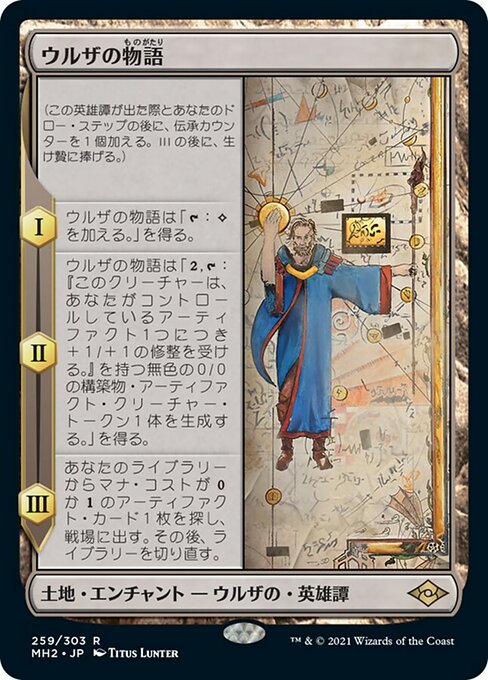 ものがたり
ウルザの物語
(この英雄譚が出た際とあなたのド
ロー・ステップの後に、伝承カウン
ターを1個加える。IIIの後に、生
け贄に捧げる。)
I
ウルザの物語は「T:◇
を加える。」を得る。
II
ウルザの物語は「2,T:
『このクリーチャーは、
あなたがコントロー
ルしているアーティ
ファクト1つにつき
+1/+1の修整を受け
る。』を持つ無色の0/0
の構築物・アーティファ
クト・クリーチャー・
トークン1体を生成す
る。」を得る。
III
あなたのライブラリー
からマナ・コストが0
か1のアーティファク
ト・カード1枚を探し、
戦場に出す。その後、ラ
イブラリーを切り直す。
土地・エンチャント — ウルザの・英雄譚
259/303 R
MH2・JP TITUS LUNTER
™ & © 2021 Wizards of the Coast